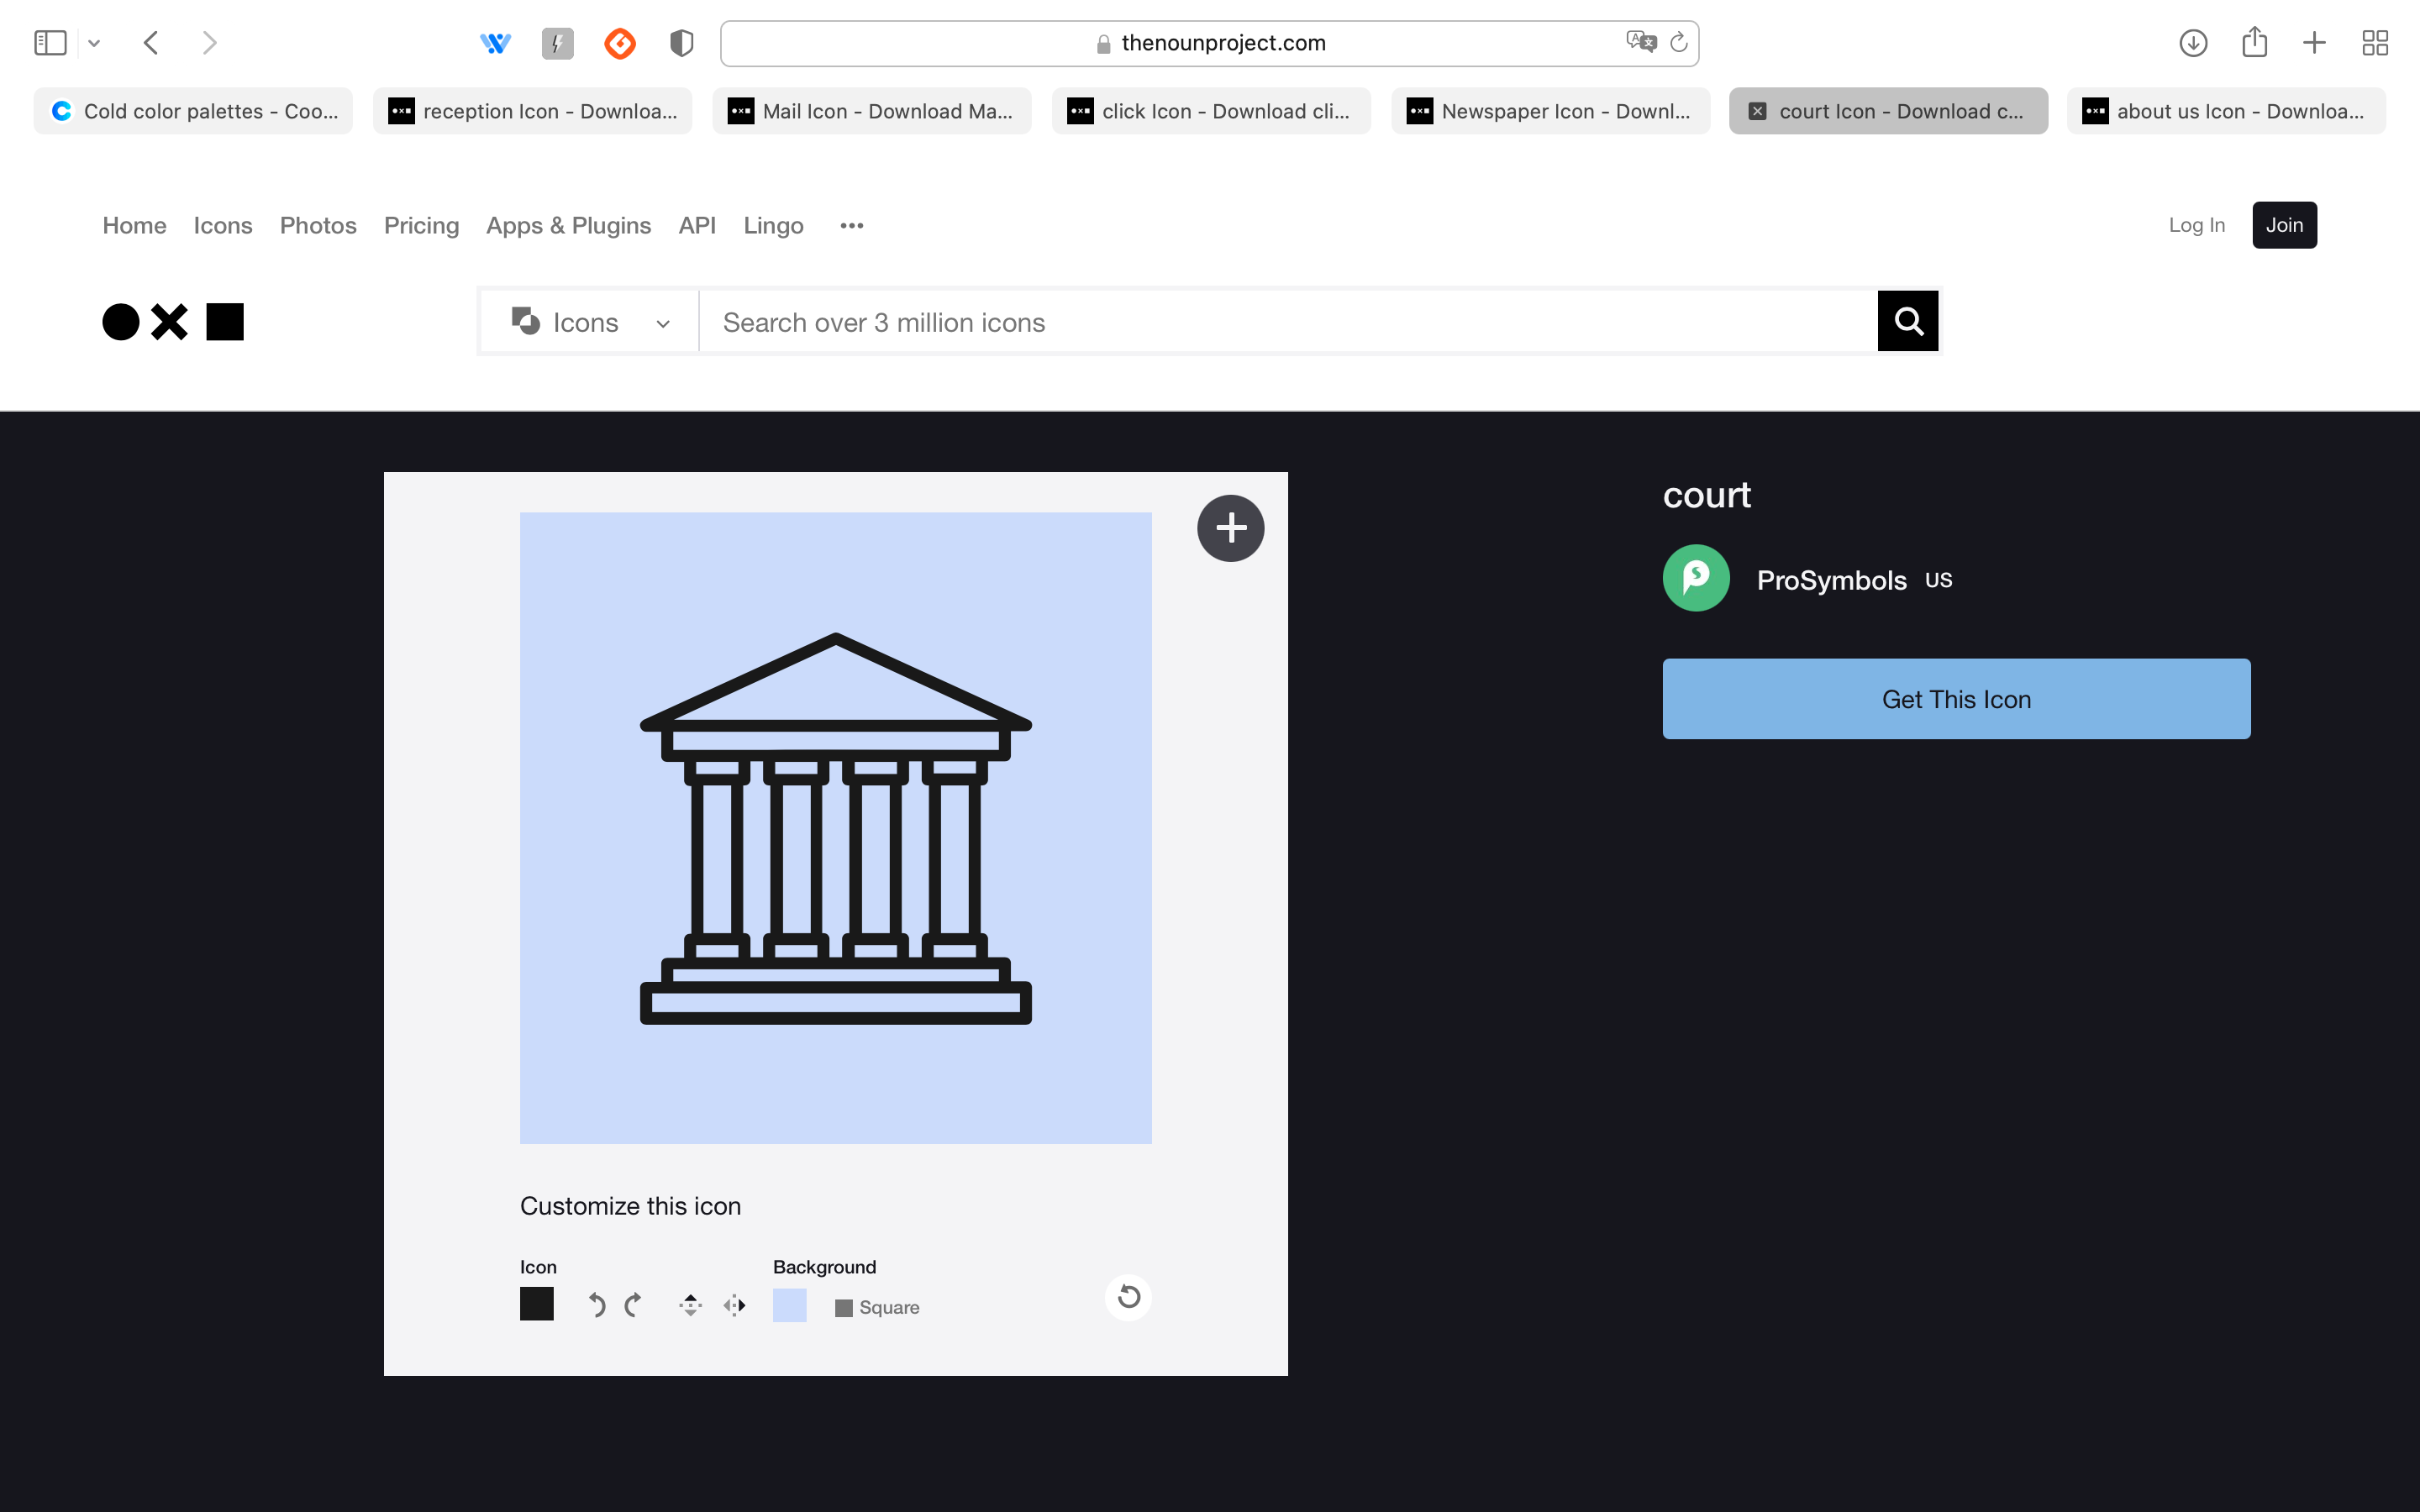 thenounproject.com
Cold color palettes - Coo...
reception Icon - Downloa...
Mail Icon - Download Ma...
click Icon - Download cli...
Newspaper Icon - Downl...
court Icon - Download c...
about us Icon - Downloa...
Home Icons Photos Pricing Apps & Plugins API Lingo •••
Log In Join
Icons Search over 3 million icons
court
ProSymbols US
Get This Icon
Customize this icon
Icon Background
Square